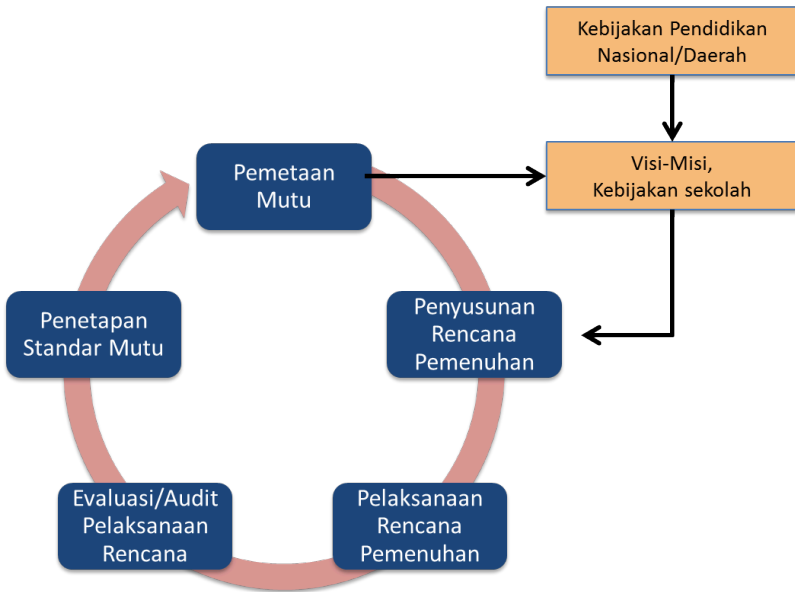 Kebijakan Pendidikan
Nasional/Daerah
Visi-Misi,
Kebijakan sekolah
Pemetaan
Mutu
Penyusunan
Rencana
Pemenuhan
Pelaksanaan
Rencana
Pemenuhan
Evaluasi/Audit
Pelaksanaan
Rencana
Penetapan
Standar Mutu